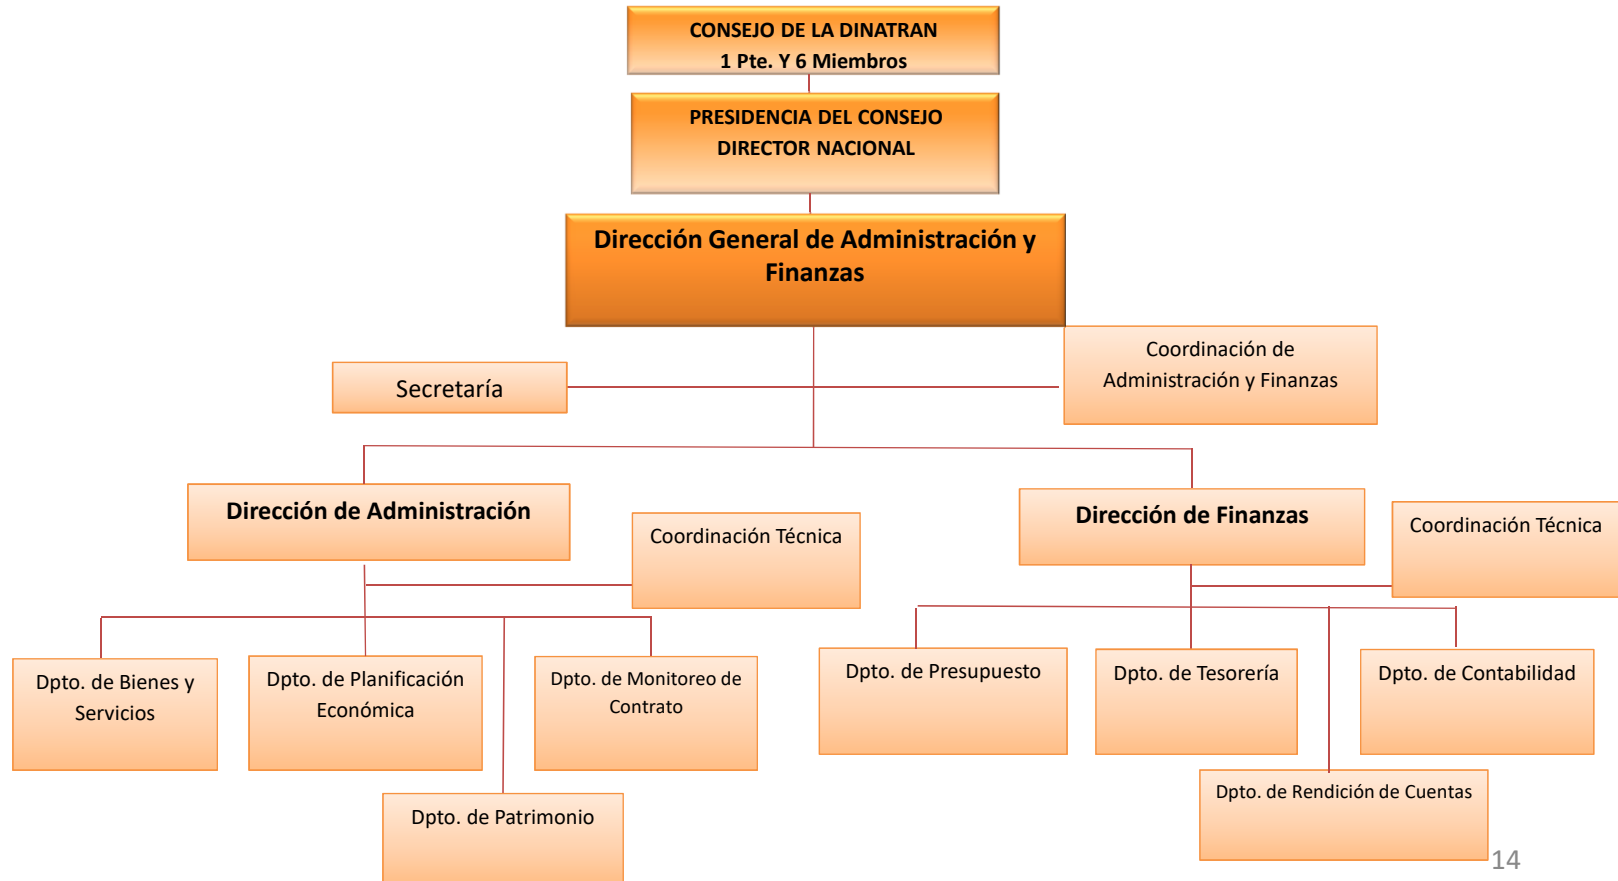 CONSEJO DE LA DINATRAN
1 Pte. Y 6 Miembros
PRESIDENCIA DEL CONSEJO
DIRECTOR NACIONAL
Dirección General de Administración y
Finanzas
Secretaría
Coordinación de
Administración y Finanzas
Dirección de Administración
Coordinación Técnica
Dirección de Finanzas
Coordinación Técnica
Dpto. de Bienes y
Servicios
Dpto. de Planificación
Económica
Dpto. de Monitoreo de
Contrato
Dpto. de Patrimonio
Dpto. de Presupuesto
Dpto. de Tesorería
Dpto. de Contabilidad
Dpto. de Rendición de Cuentas
14